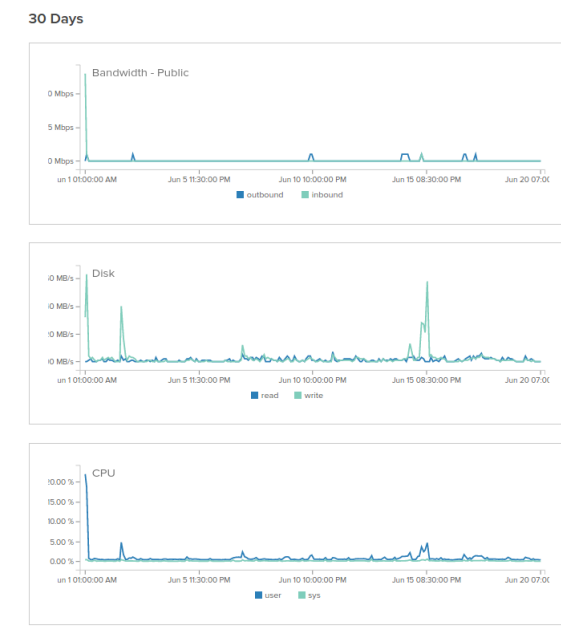 30 Days
Bandwidth - Public
0 Mbps
5 Mbps
0 Mbps
un 1 01:00:00 AM Jun 5 11:30:00 PM Jun 10 10:00:00 PM Jun 15 08:30:00 PM Jun 20 07:00
outbound inbound
Disk
0 MB/s
0 MB/s
0 MB/s
00 MB/s
un 1 01:00:00 AM Jun 5 11:30:00 PM Jun 10 10:00:00 PM Jun 15 08:30:00 PM Jun 20 07:00
read write
CPU
20.00 %
15.00 %
10.00 %
5.00 %
0.00 %
un 1 01:00:00 AM Jun 5 11:30:00 PM Jun 10 10:00:00 PM Jun 15 08:30:00 PM Jun 20 07:00
user sys